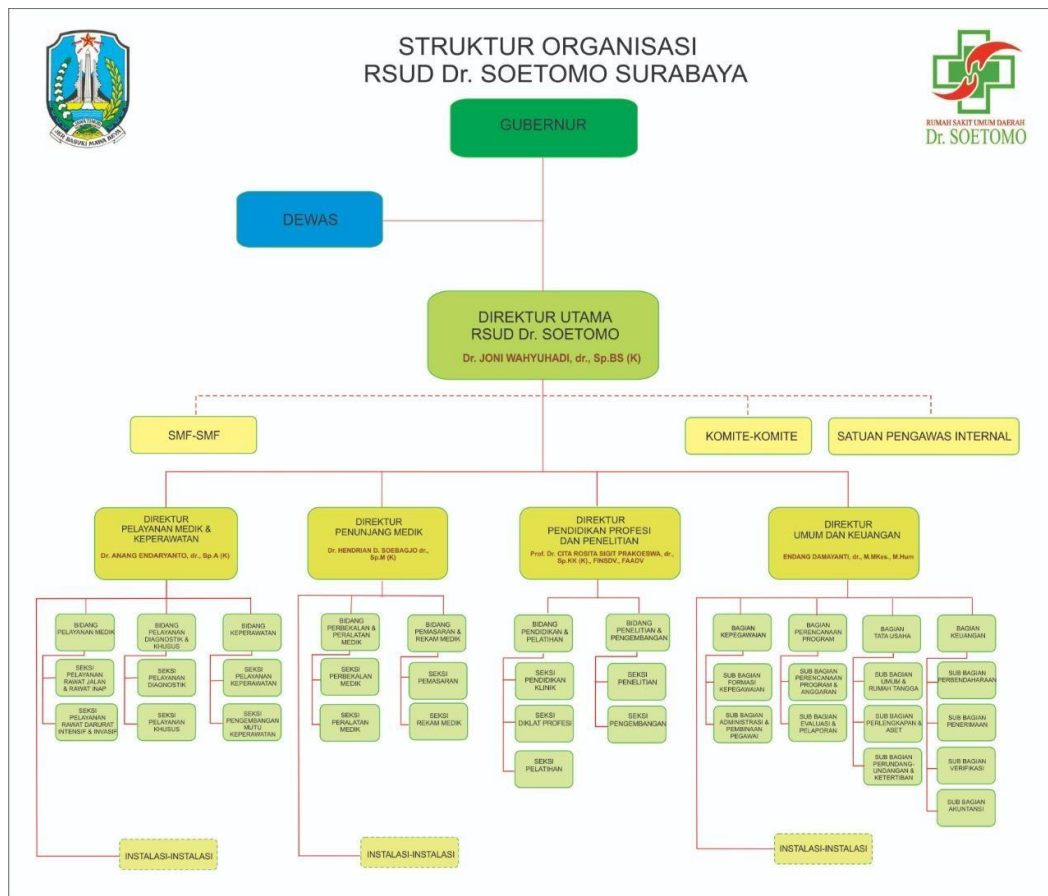 STRUKTUR ORGANISASI
RSUD Dr. SOETOMO SURABAYA
JAWA TIMUR
JER BASUKI MAWA BEYA
RUMAH SAKIT UMUM DAERAH
Dr. SOETOMO
GUBERNUR
DEWAS
DIREKTUR UTAMA
RSUD Dr. SOETOMO
Dr. JONI WAHYUHADI, dr., Sp.BS (K)
SMF-SMF
KOMITE-KOMITE
SATUAN PENGAWAS INTERNAL
DIREKTUR
PELAYANAN MEDIK &
KEPERAWATAN
Dr. ANANG ENDARYANTO, dr., Sp.A (K)
DIREKTUR
PENUNJANG MEDIK
Dr. HENDRIAN D. SOEBAGJO dr.,
Sp.M (K)
DIREKTUR
PENDIDIKAN PROFESI
DAN PENELITIAN
Prof. Dr. CITA ROSITA SIGIT PRAKOESWA, dr.,
Sp.KK (K)., FINSDV., FAADV
DIREKTUR
UMUM DAN KEUANGAN
ENDANG DAMAYANTI, dr., M.MKes., M.Hum
BIDANG
PELAYANAN MEDIK
SEKSI
PELAYANAN
RAWAT JALAN
& RAWAT INAP
SEKSI
PELAYANAN
RAWAT DARURAT
INTENSIF & INVASIF
BIDANG
PELAYANAN
DIAGNOSTIK &
KHUSUS
SEKSI
PELAYANAN
DIAGNOSTIK
SEKSI
PELAYANAN
KHUSUS
BIDANG
KEPERAWATAN
SEKSI
PELAYANAN
KEPERAWATAN
SEKSI
PENGEMBANGAN
MUTU
KEPERAWATAN
INSTALASI-INSTALASI
BIDANG
PERBEKALAN &
PERALATAN
MEDIK
SEKSI
PERBEKALAN
MEDIK
SEKSI
PERALATAN
MEDIK
BIDANG
PEMASARAN &
REKAM MEDIK
SEKSI
PEMASARAN
SEKSI
REKAM MEDIK
INSTALASI-INSTALASI
BIDANG
PENDIDIKAN &
PELATIHAN
SEKSI
PENDIDIKAN
KLINIK
SEKSI
DIKLAT PROFESI
SEKSI
PELATIHAN
BIDANG
PENELITIAN &
PENGEMBANGAN
SEKSI
PENELITIAN
SEKSI
PENGEMBANGAN
BAGIAN
KEPEGAWAIAN
SUB BAGIAN
FORMASI
KEPEGAWAIAN
SUB BAGIAN
ADMINISTRASI &
PEMBINAAN
PEGAWAI
BAGIAN
PERENCANAAN
PROGRAM
SUB BAGIAN
PERENCANAAN
PROGRAM &
ANGGARAN
SUB BAGIAN
EVALUASI &
PELAPORAN
BAGIAN
TATA USAHA
SUB BAGIAN
UMUM &
RUMAH TANGGA
SUB BAGIAN
PERLENGKAPAN
& ASET
SUB BAGIAN
PERUNDANG-
UNDANGAN &
KETERTIBAN
BAGIAN
KEUANGAN
SUB BAGIAN
PERBENDAHARAAN
SUB BAGIAN
PENERIMAAN
SUB BAGIAN
VERIFIKASI
SUB BAGIAN
AKUNTANSI
INSTALASI-INSTALASI